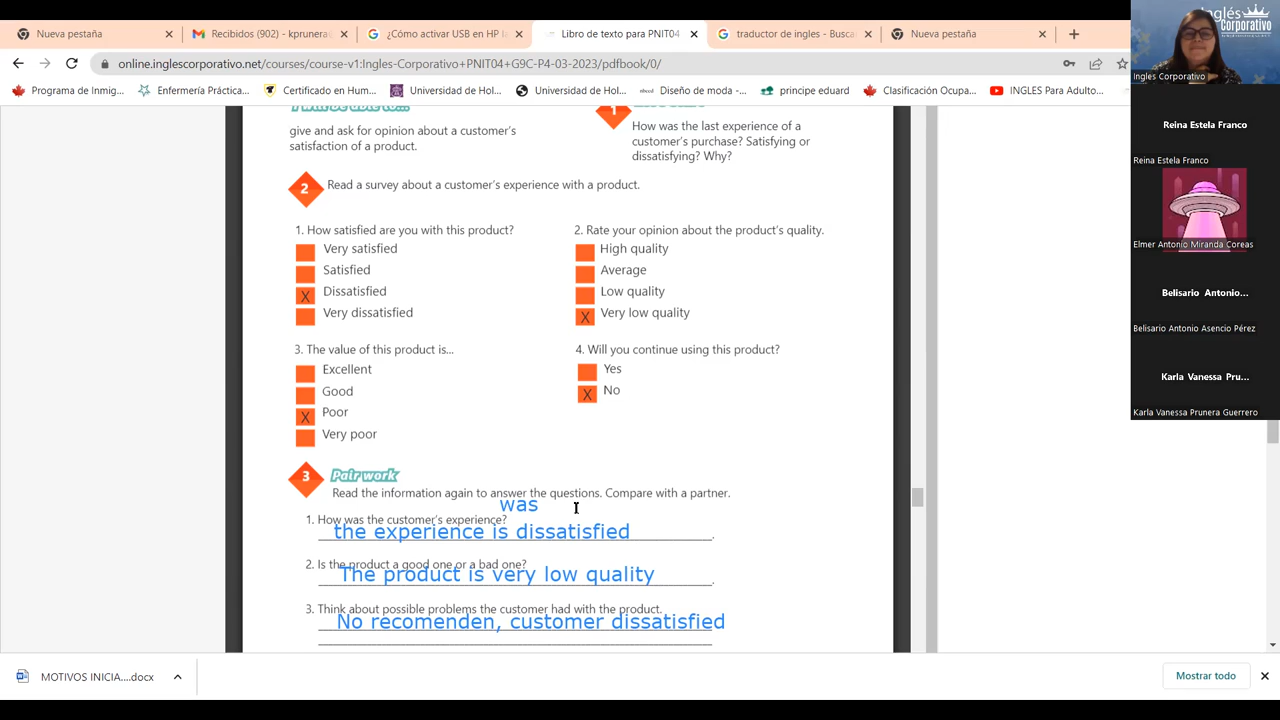 Nueva pestaña
Recibidos (902) - kprunera
¿Cómo activar USB en HP la
Libro de texto para PNIT04
traductor de ingles - Busca
Nueva pestaña
online.inglescorporativo.net/courses/course-v1:Ingles-Corporativo+PNIT04+G9C-P4-03-2023/pdfbook/0/
Programa de Inmig...
Enfermería Práctica...
Certificado en Hum...
Universidad de Hol...
Universidad de Hol...
Diseño de moda -...
principe eduard
Clasificación Ocupa...
INGLÉS Para Adulto...
give and ask for opinion about a customer's
satisfaction of a product.
1
How was the last experience of a
customer's purchase? Satisfying or
dissatisfying? Why?
2
Read a survey about a customer's experience with a product.
1. How satisfied are you with this product?
Very satisfied
Satisfied
X Dissatisfied
Very dissatisfied
2. Rate your opinion about the product's quality.
High quality
Average
Low quality
X Very low quality
3. The value of this product is...
Excellent
Good
X Poor
Very poor
4. Will you continue using this product?
Yes
X No
3
Pair work
Read the information again to answer the questions. Compare with a partner.
was
1. How was the customer's experience?
the experience is dissatisfied
2. Is the product a good one or a bad one?
The product is very low quality
3. Think about possible problems the customer had with the product.
No recomenden, customer dissatisfied
MOTIVOS INICIA....docx
Mostrar todo
Inglés
Corporativo
Ingles Corporativo
Reina Estela Franco
Reina Estela Franco
Elmer Antonio Miranda Coreas
Belisario Antonio...
Belisario Antonio Asencio Pérez
Karla Vanessa Pru...
Karla Vanessa Prunera Guerrero